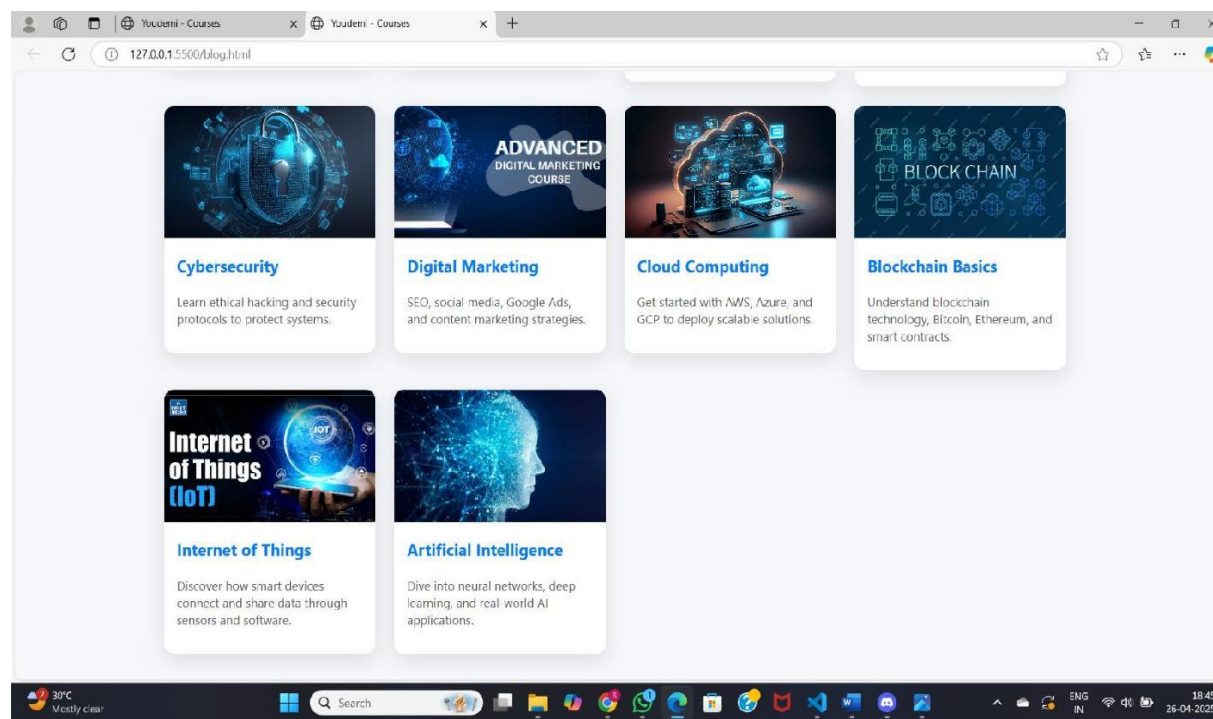 Youdemi - Courses
Youdemi - Courses
127.0.0.1:5500/blog.html
ADVANCED
DIGITAL MARKETING
COURSE
BLOCK CHAIN
Cybersecurity
Digital Marketing
Cloud Computing
Blockchain Basics
Learn ethical hacking and security
protocols to protect systems.
SEO, social media, Google Ads,
and content marketing strategies.
Get started with AWS, Azure, and
GCP to deploy scalable solutions.
Understand blockchain
technology, Bitcoin, Ethereum, and
smart contracts.
Internet
of Things
(IoT)
IOT
Internet of Things
Artificial Intelligence
Discover how smart devices
connect and share data through
sensors and software.
Dive into neural networks, deep
learning, and real-world AI
applications.
30°C
Mostly clear
Search
ENG
IN
18:45
26-04-2025